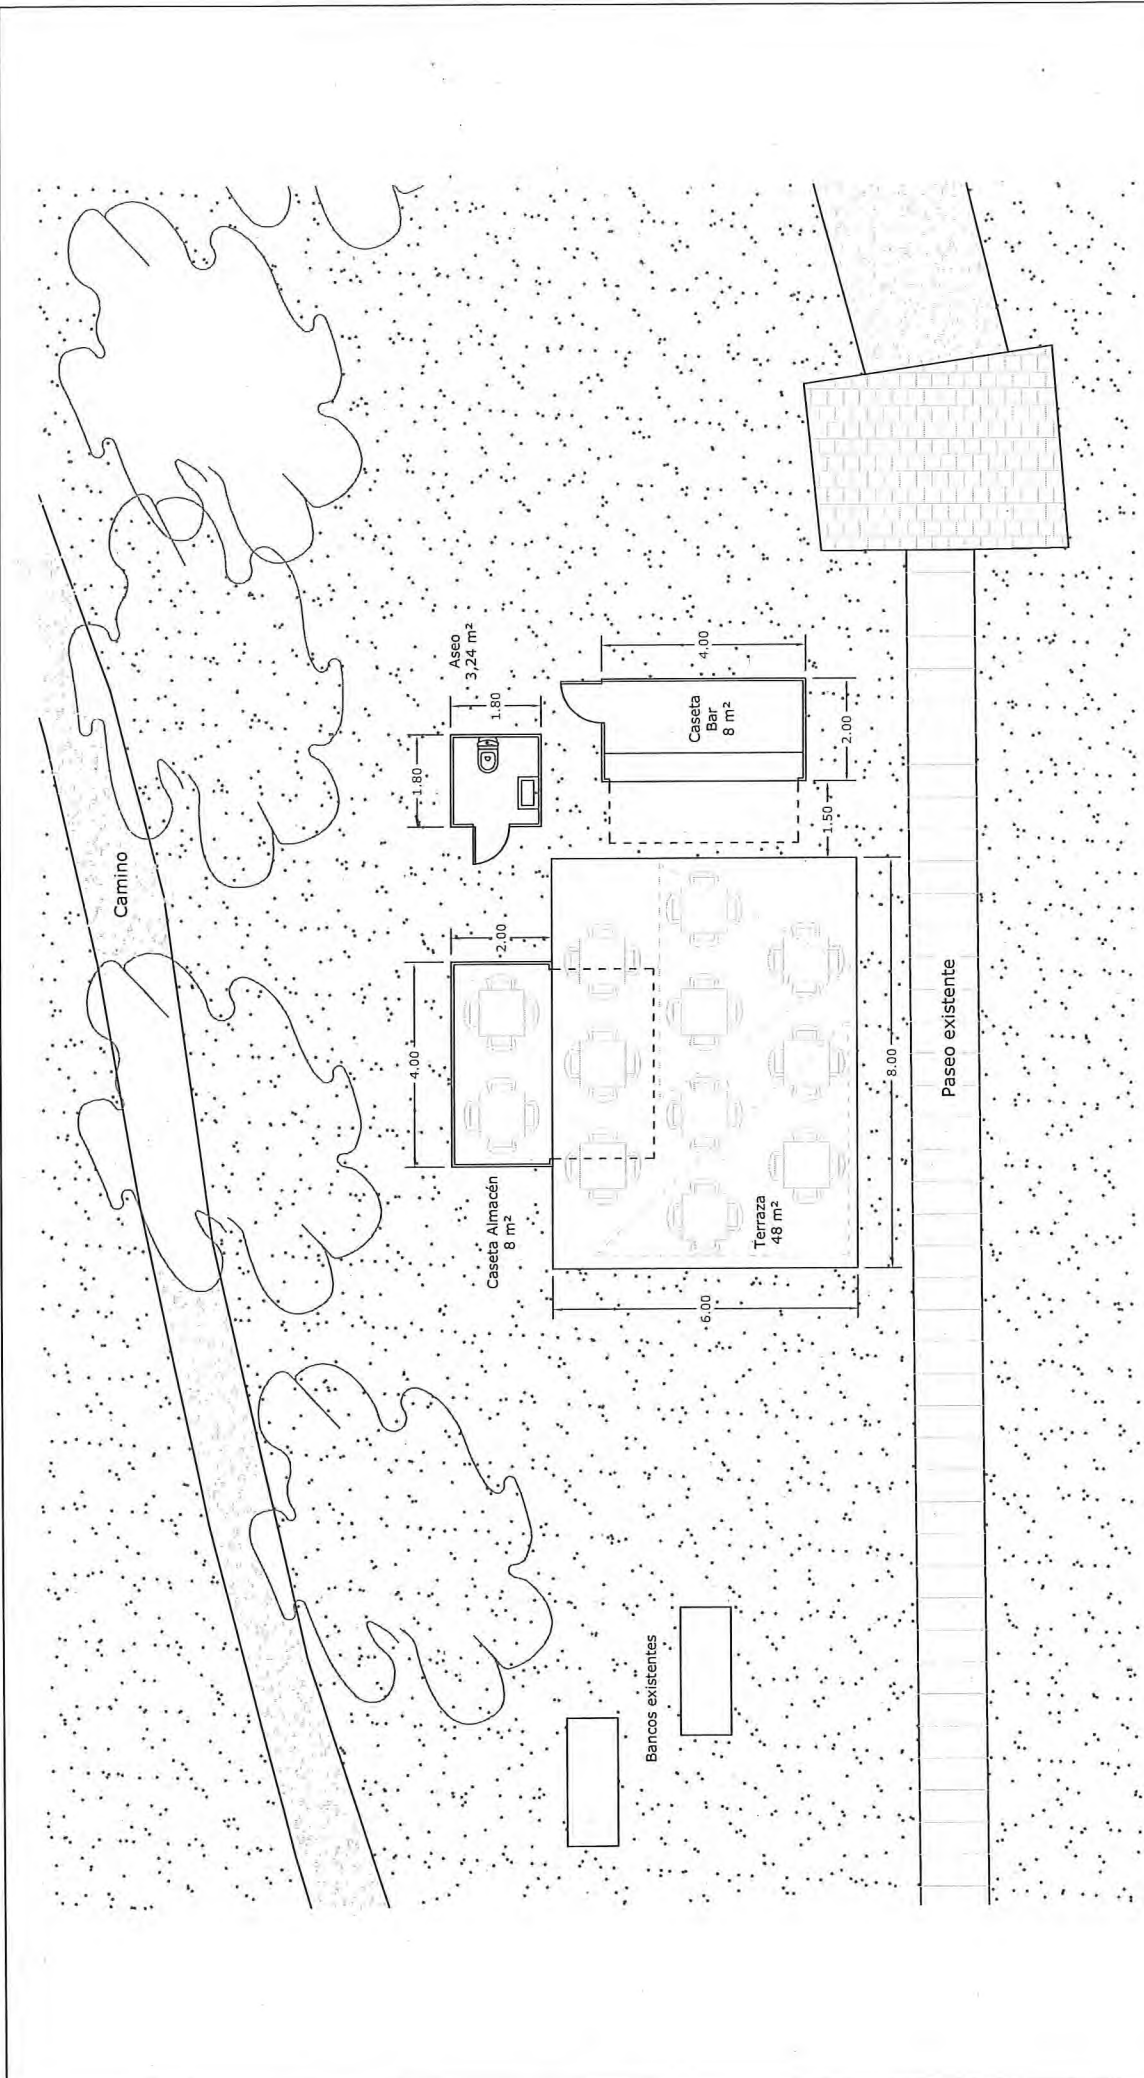 Camino
Aseo
3,24 m²
1.80
1.80
4.00
Caseta
Bar
8 m²
2.00
1.50
2.00
4.00
Caseta Almacén
8 m²
Terraza
48 m²
8.00
6.00
Paseo existente
Bancos existentes